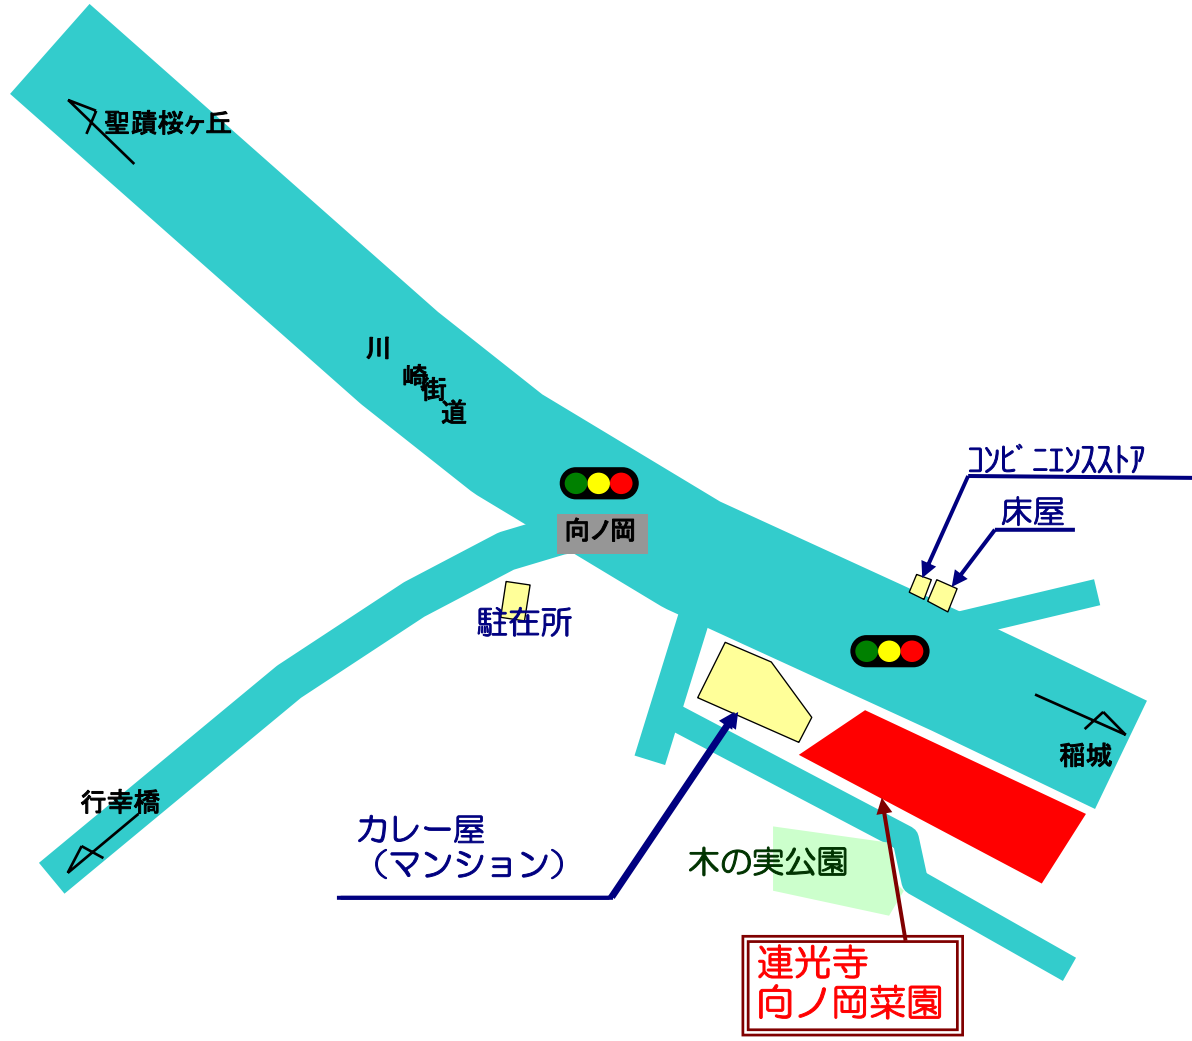 聖蹟桜ヶ丘
川崎街道
ｺﾝﾋﾞﾆｴﾝｽｽﾄｱ
床屋
向ノ岡
駐在所
稲城
行幸橋
カレー屋
（マンション）
木の実公園
連光寺
向ノ岡菜園